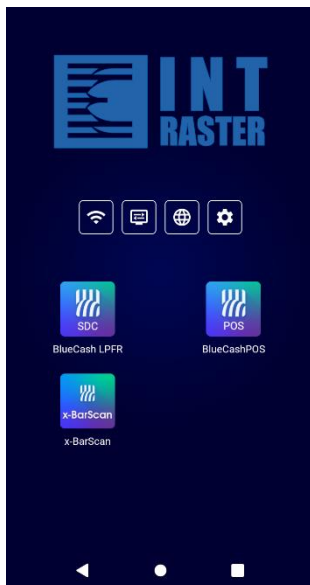 INT
RASTER
SDC
POS
BlueCash LPFR
BlueCashPOS
x-BarScan
x-BarScan